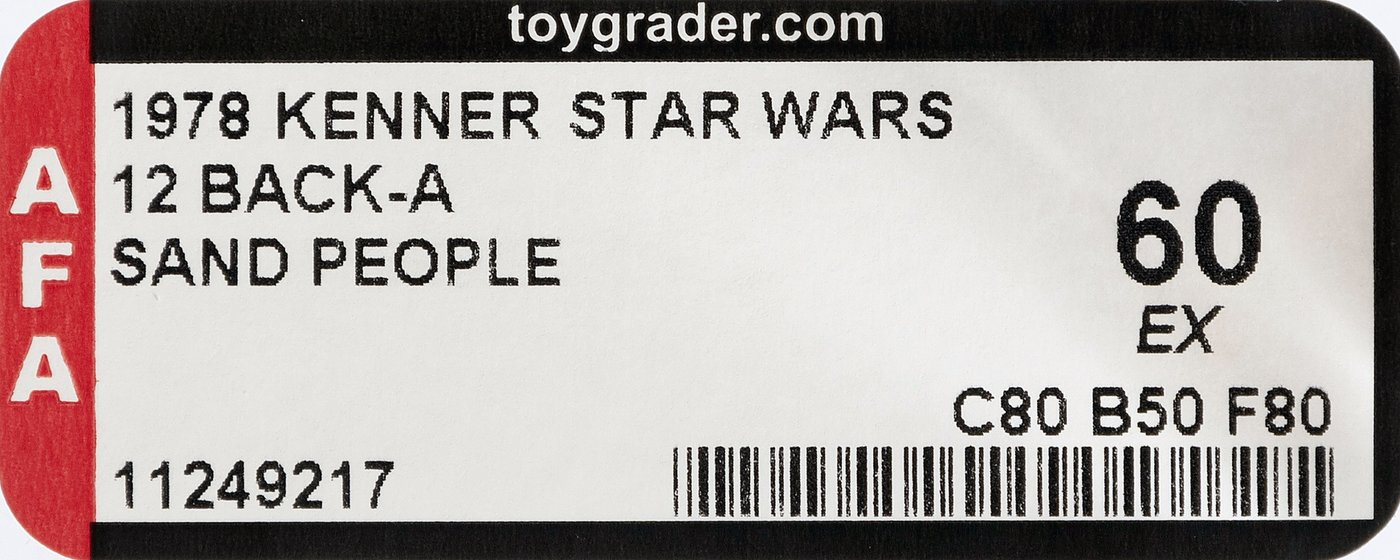 toygrader.com
AFA
1978 KENNER STAR WARS
12 BACK-A
SAND PEOPLE
60
EX
C80 B50 F80
11249217